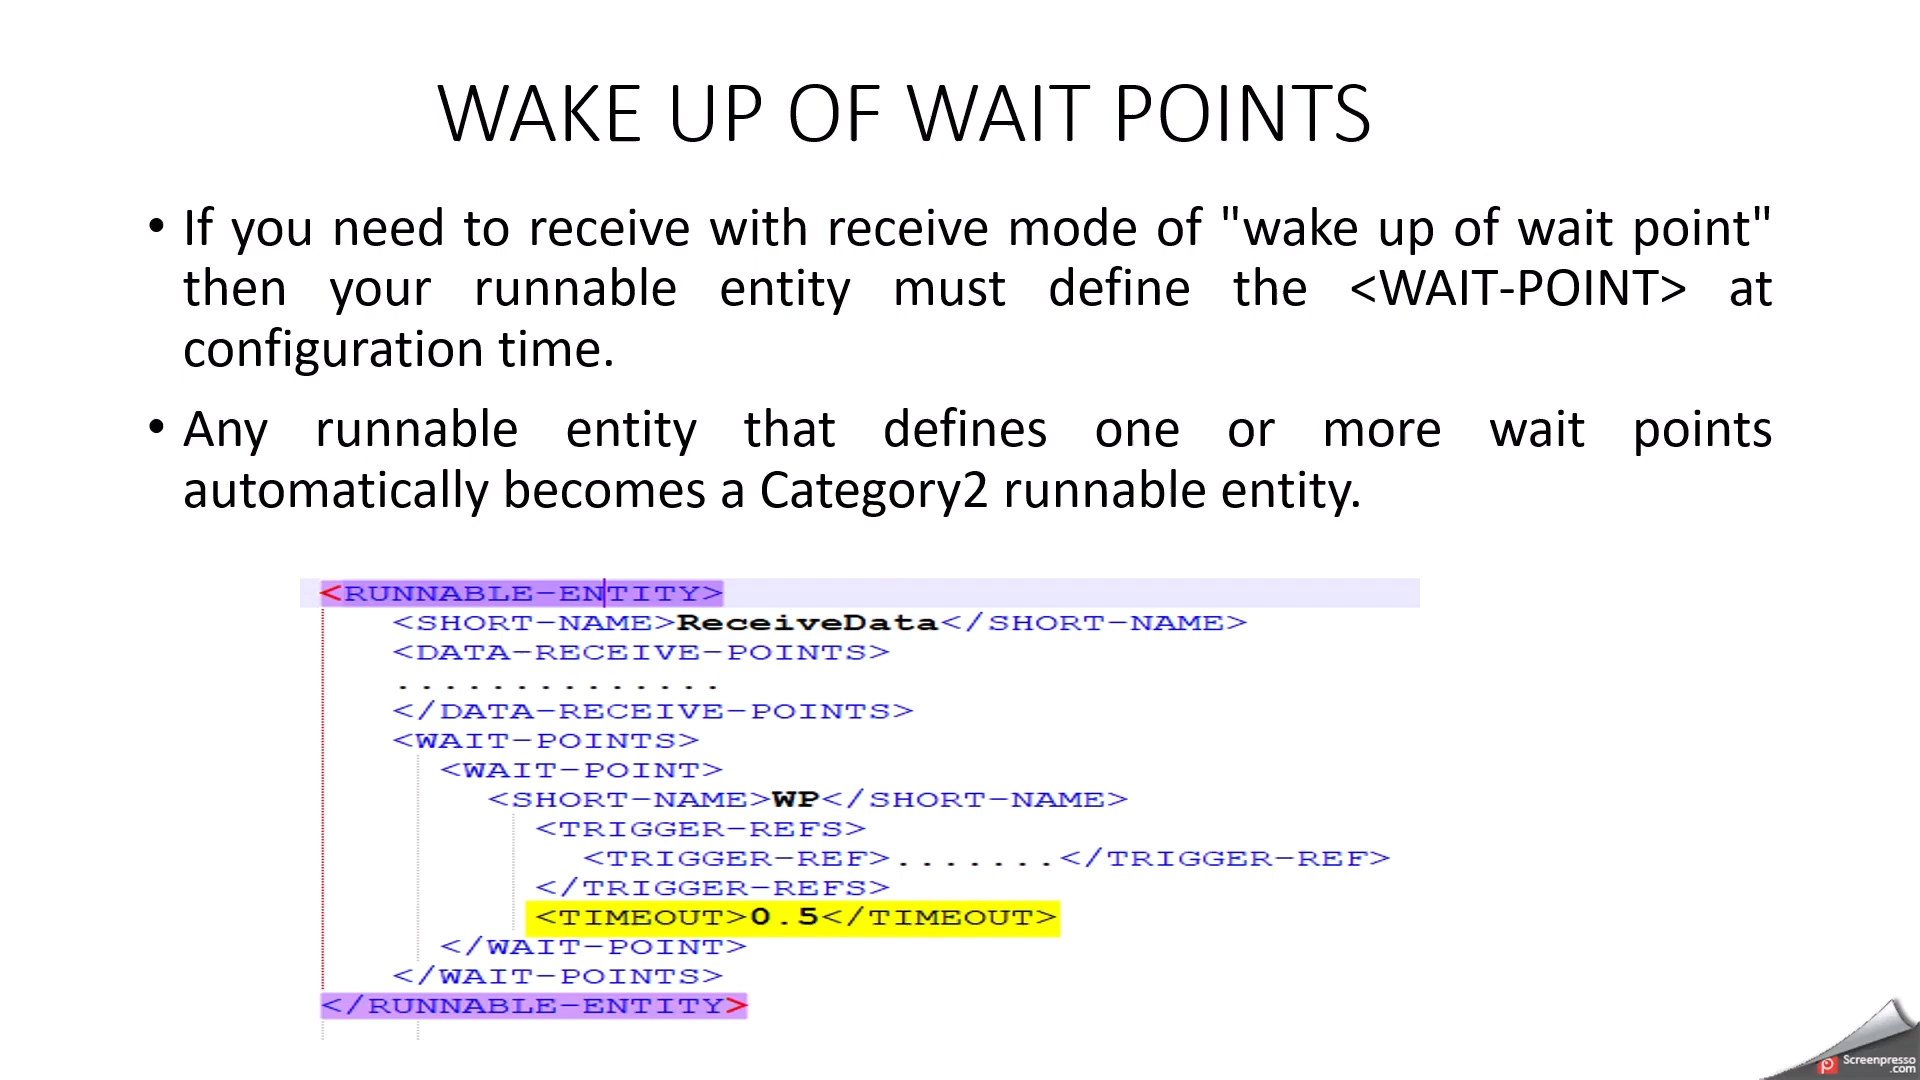 WAKE UP OF WAIT POINTS
• If you need to receive with receive mode of "wake up of wait point"
then your runnable entity must define the <WAIT-POINT> at
configuration time.
• Any runnable entity that defines one or more wait points
automatically becomes a Category2 runnable entity.
<RUNNABLE-ENTITY>
<SHORT-NAME>ReceiveData</SHORT-NAME>
<DATA-RECEIVE-POINTS>
..............
</DATA-RECEIVE-POINTS>
<WAIT-POINTS>
<WAIT-POINT>
<SHORT-NAME>WP</SHORT-NAME>
<TRIGGER-REFS>
<TRIGGER-REF>.......</TRIGGER-REF>
</TRIGGER-REFS>
<TIMEOUT>0.5</TIMEOUT>
</WAIT-POINT>
</WAIT-POINTS>
</RUNNABLE-ENTITY>
Screenpresso
.com